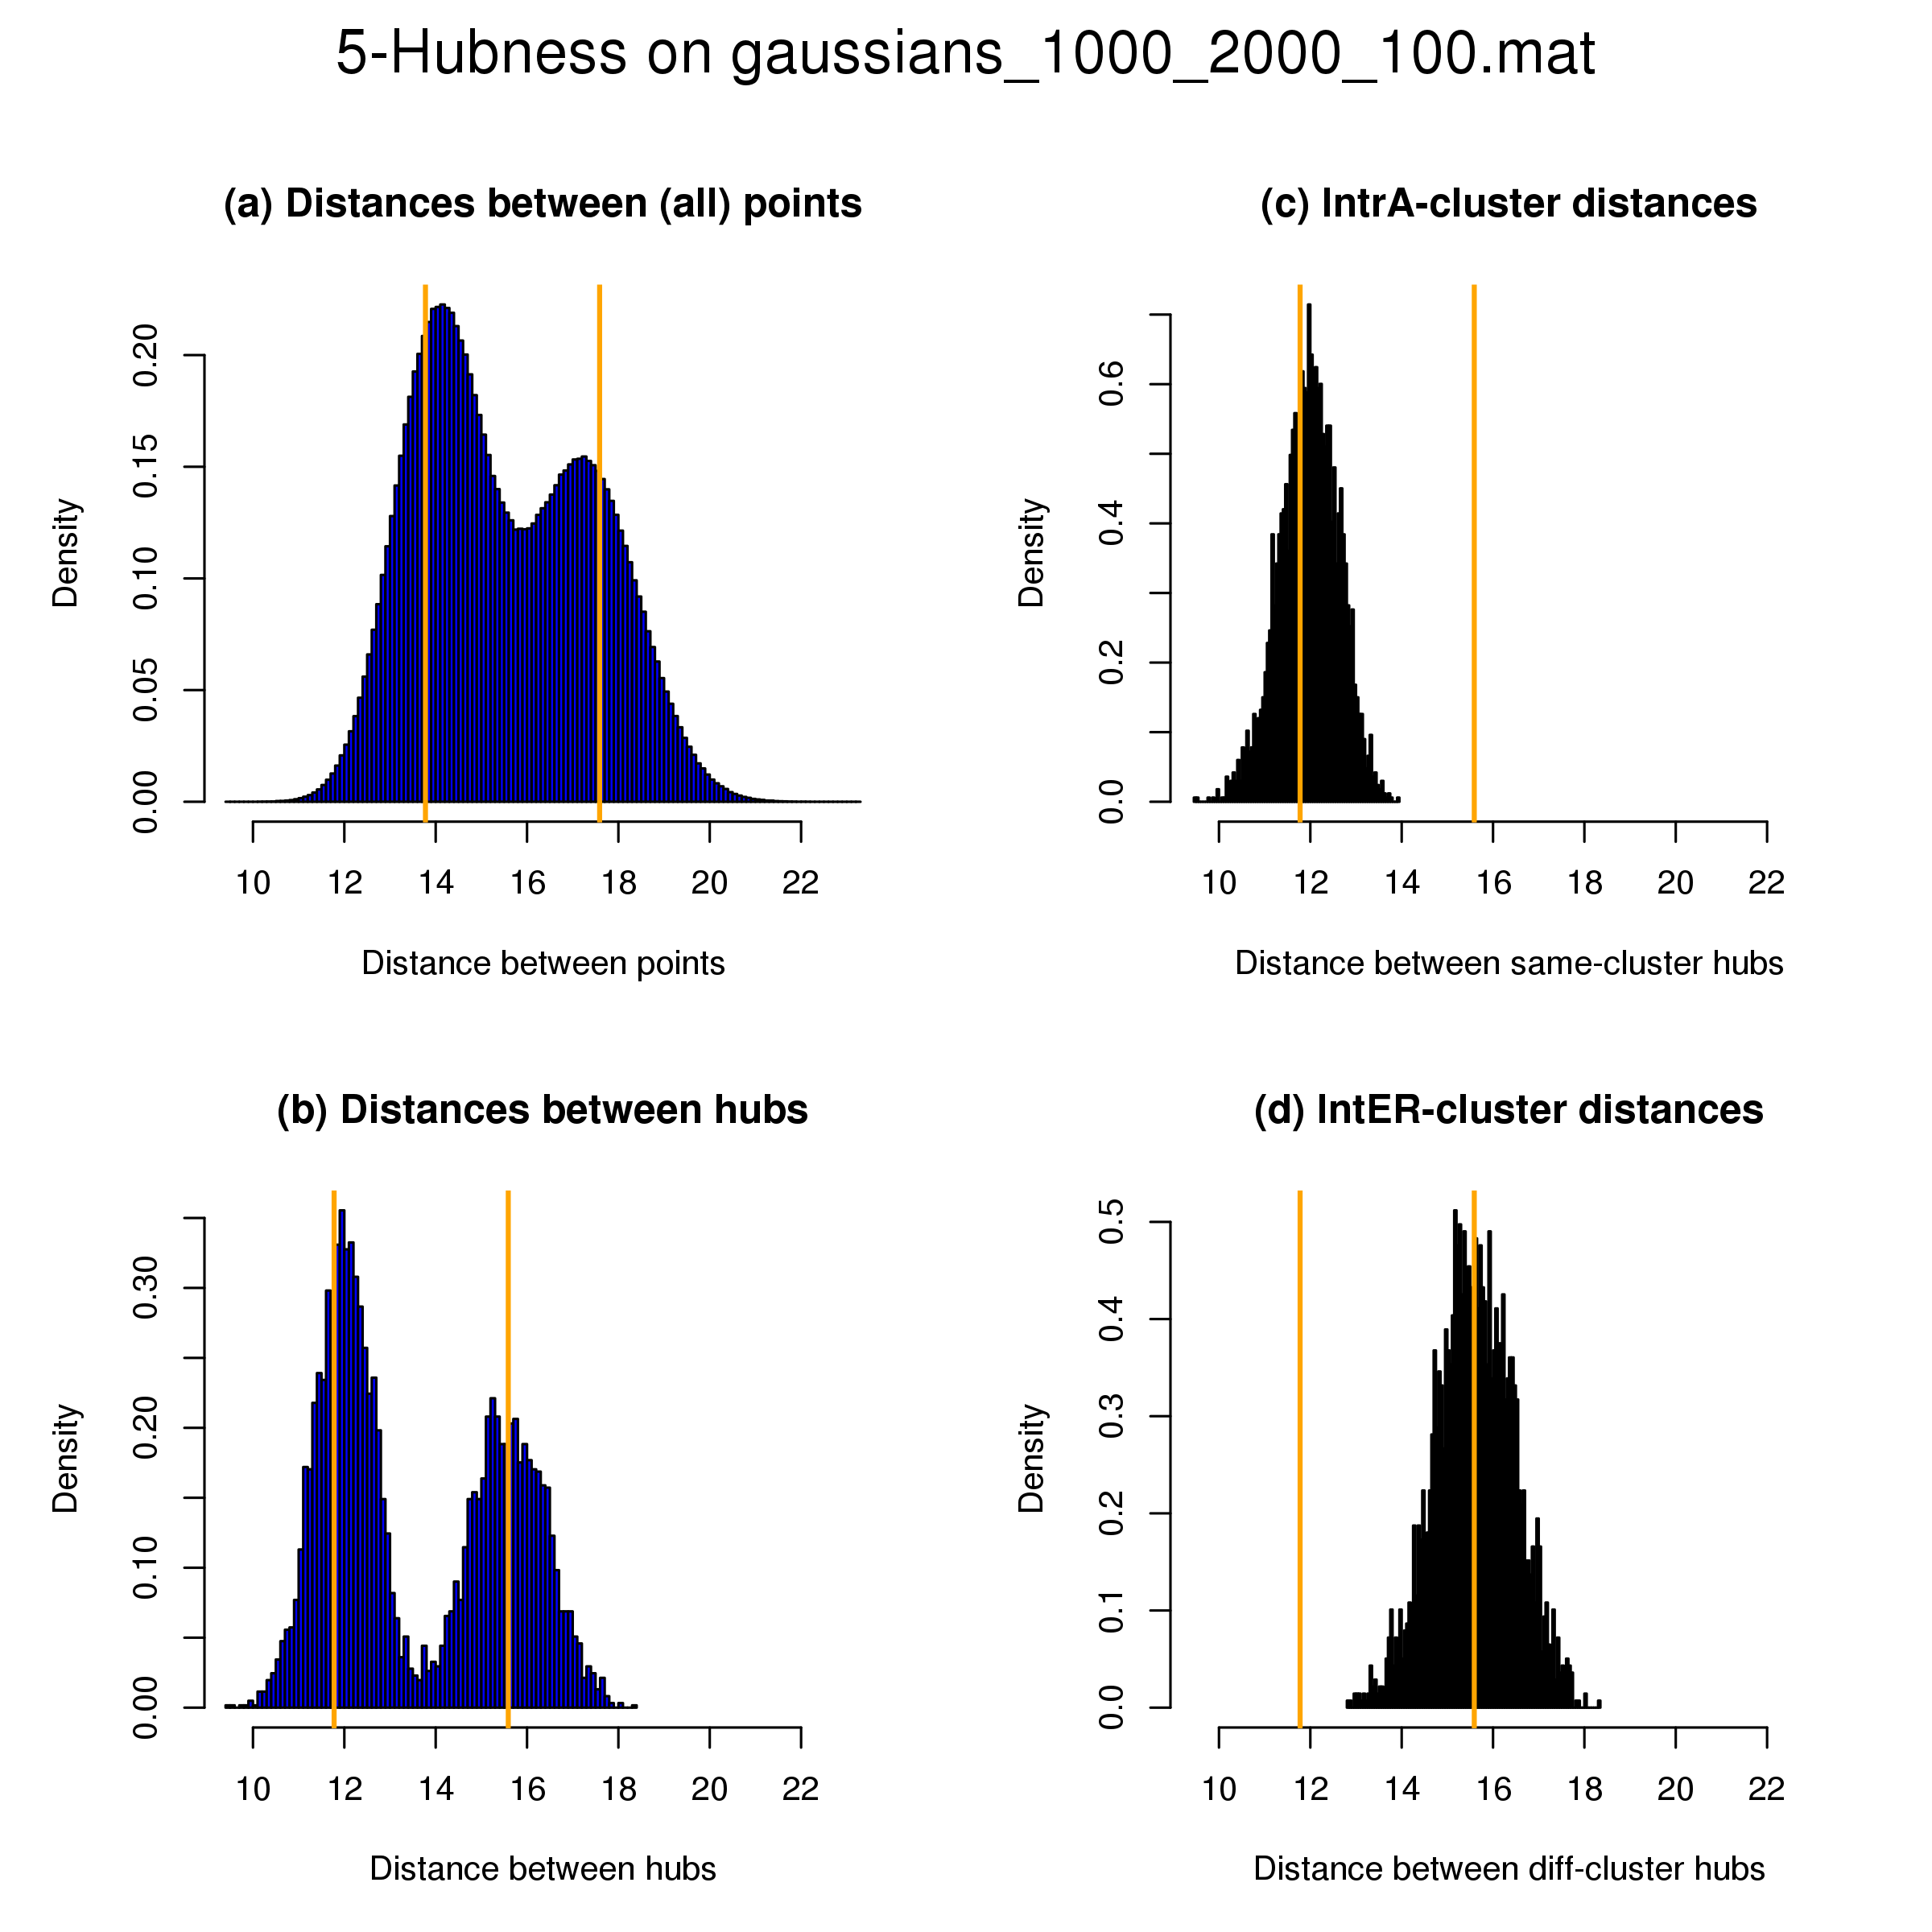 5-Hubness on gaussians_1000_2000_100.mat
(a) Distances between (all) points
Density
0.00 0.05 0.10 0.15 0.20
10 12 14 16 18 20 22
Distance between points
(c) IntrA-cluster distances
Density
0.0 0.2 0.4 0.6
10 12 14 16 18 20 22
Distance between same-cluster hubs
(b) Distances between hubs
Density
0.00 0.10 0.20 0.30
10 12 14 16 18 20 22
Distance between hubs
(d) IntER-cluster distances
Density
0.0 0.1 0.2 0.3 0.4 0.5
10 12 14 16 18 20 22
Distance between diff-cluster hubs